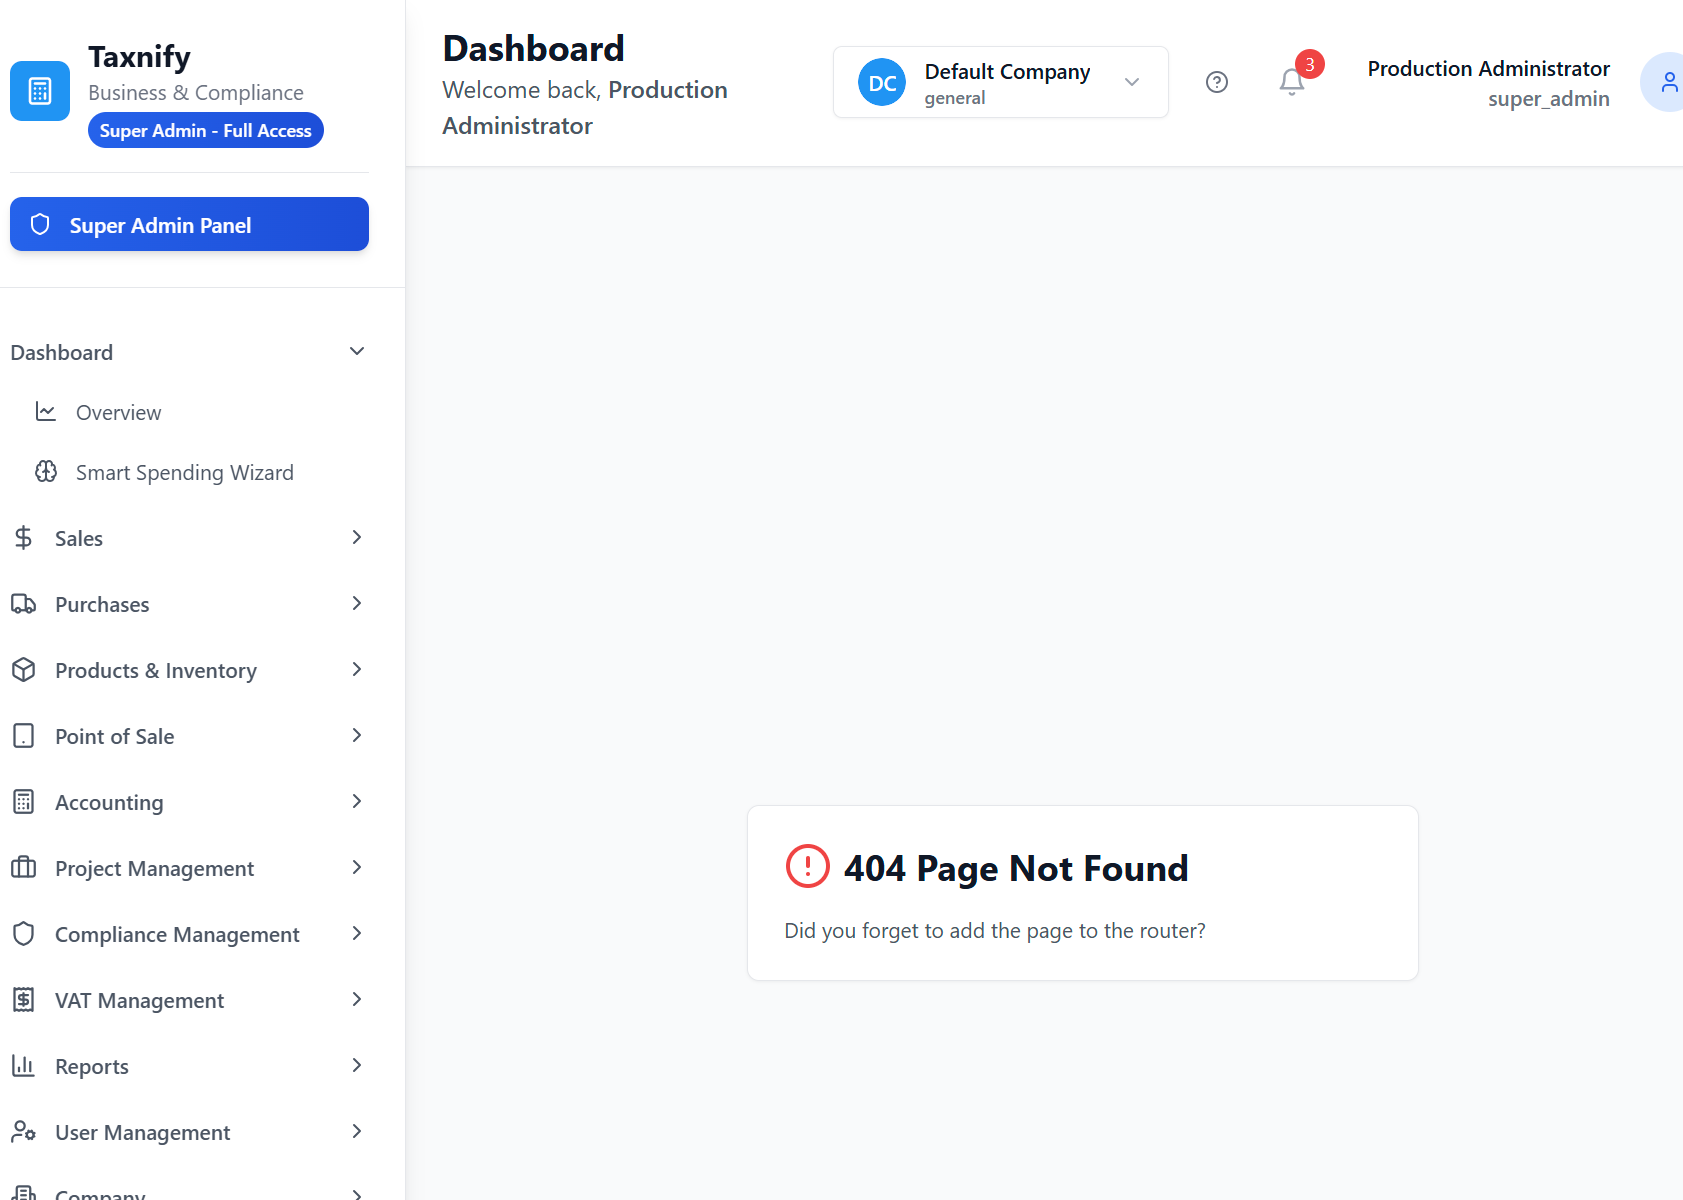 Taxnify
Business & Compliance
Super Admin - Full Access
Super Admin Panel
Dashboard
Overview
Smart Spending Wizard
Sales
Purchases
Products & Inventory
Point of Sale
Accounting
Project Management
Compliance Management
VAT Management
Reports
User Management
Company
Dashboard
Welcome back, Production
Administrator
DC
Default Company
general
3
Production Administrator
super_admin
404 Page Not Found
Did you forget to add the page to the router?